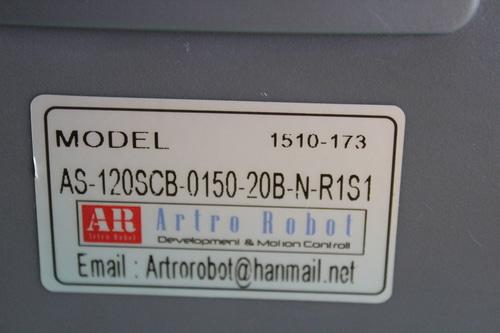 MODEL 1510-173
AS-120SCB-0150-20B-N-R1S1
AR Artro Robot
Artro Robot
Development & Motion Controll
Email : Artrorobot@hanmail.net